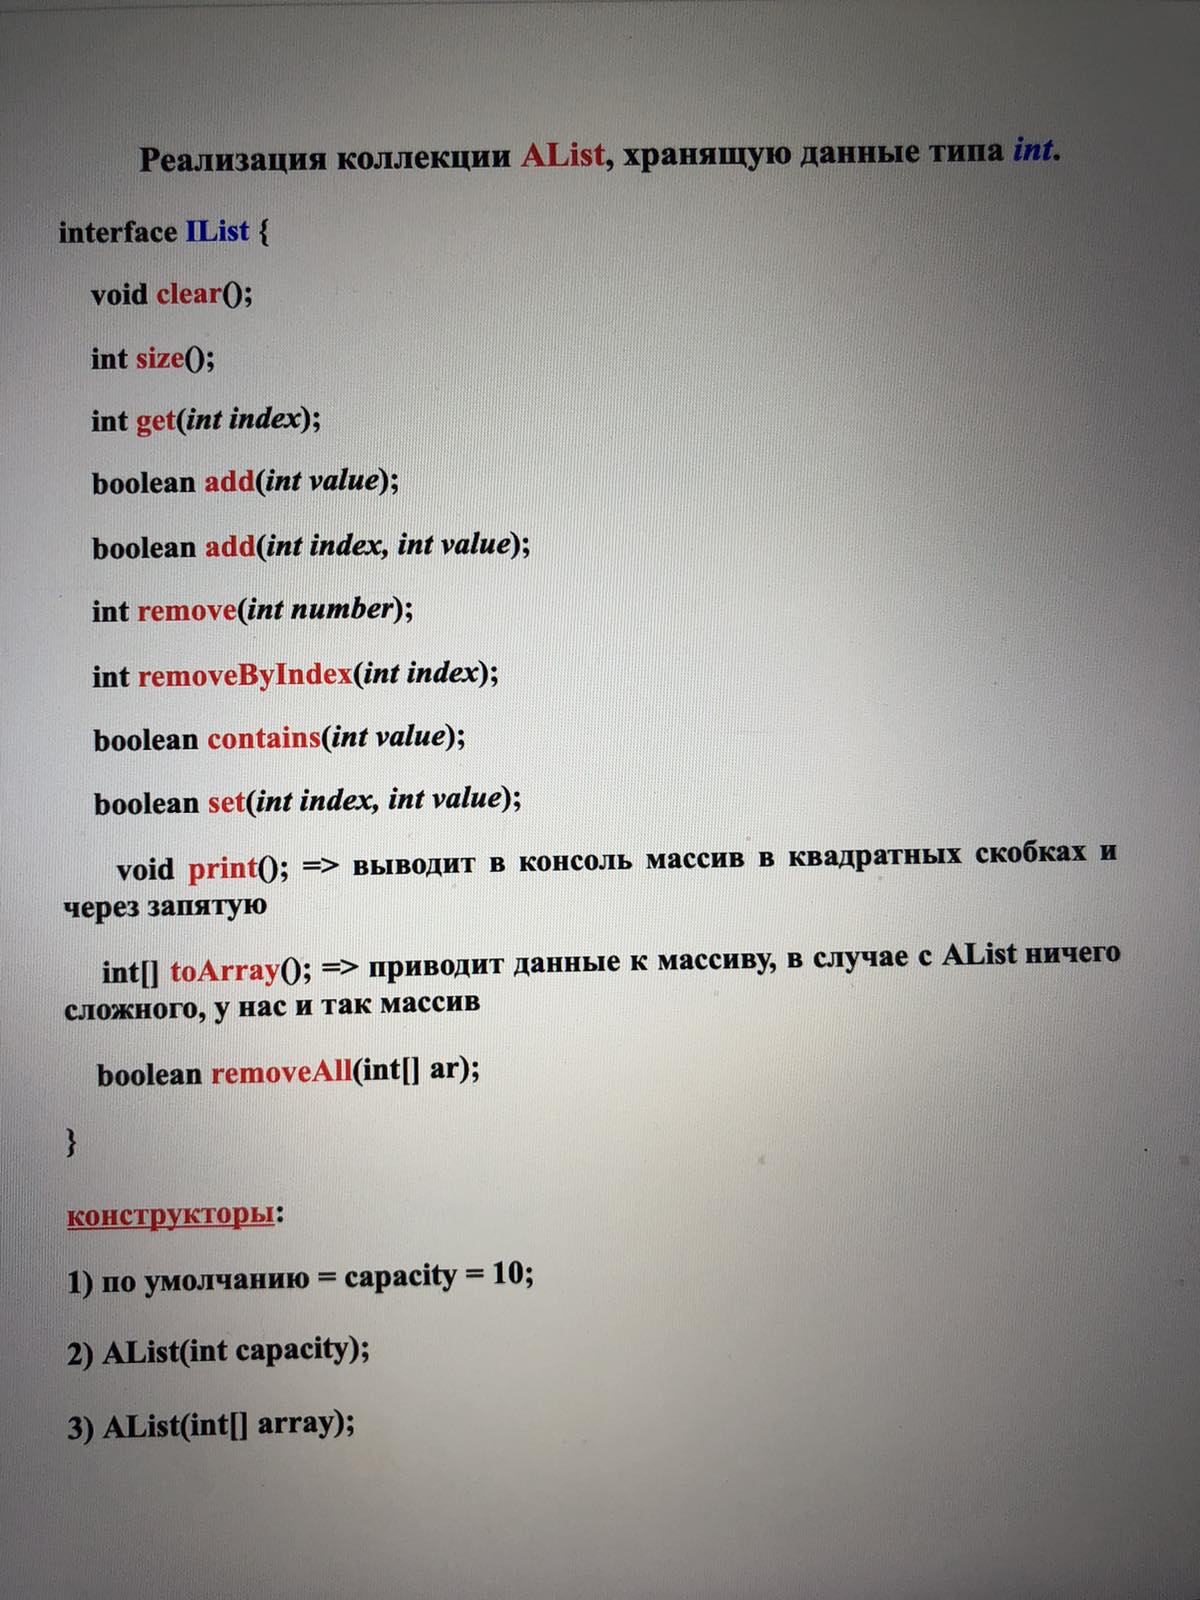 Реализация коллекции AList, хранящую данные типа int.
interface IList {
void clear();
int size();
int get(int index);
boolean add(int value);
boolean add(int index, int value);
int remove(int number);
int removeByIndex(int index);
boolean contains(int value);
boolean set(int index, int value);
void print(); => выводит в консоль массив в квадратных скобках и
через запятую
int[] toArray(); => приводит данные к массиву, в случае с AList ничего
сложного, у нас и так массив
boolean removeAll(int[] ar);
}
конструкторы:
1) по умолчанию = capacity = 10;
2) AList(int capacity);
3) AList(int[] array);